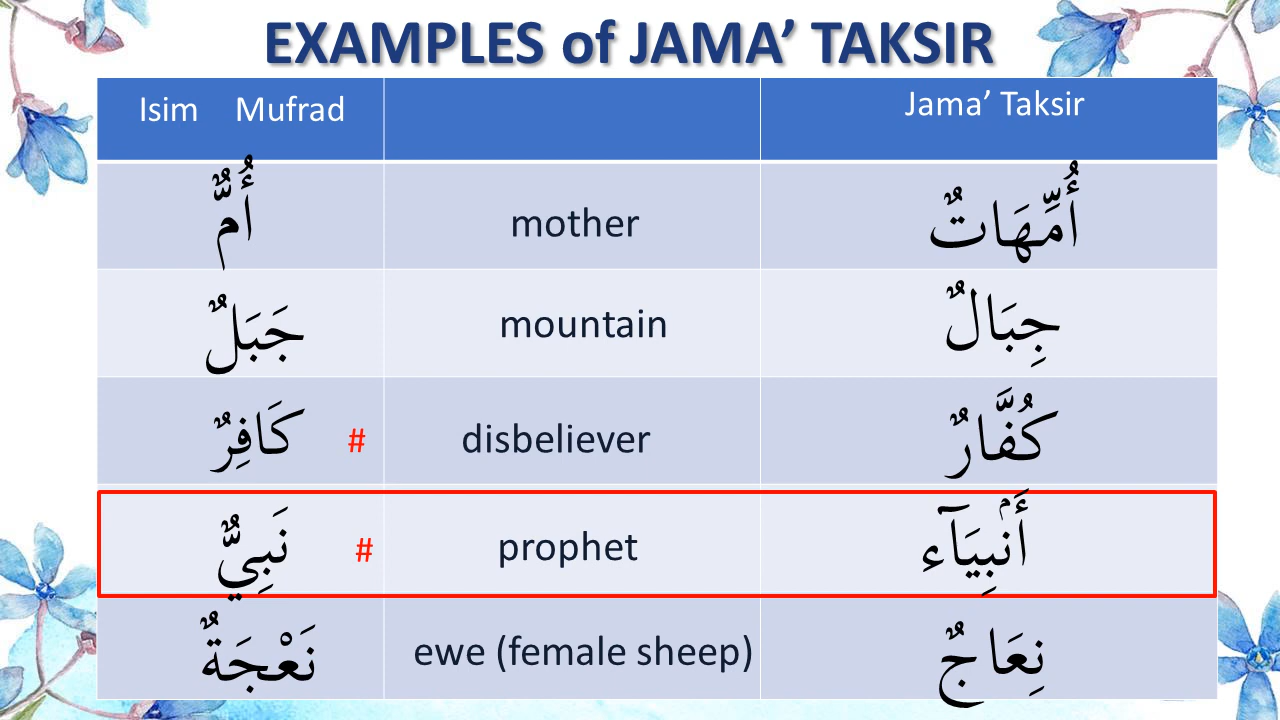 EXAMPLES of JAMA’ TAKSIR
Isim Mufrad Jama’ Taksir
أُمٌّ mother أُمَّهَاتٌ
جَبَلٌ mountain جِبَالٌ
كَافِرٌ # disbeliever كُفَّارٌ
نَبِيٌّ # prophet أَنۢبِيَآء
نَعْجَةٌ ewe (female sheep) نِعَاجٌ